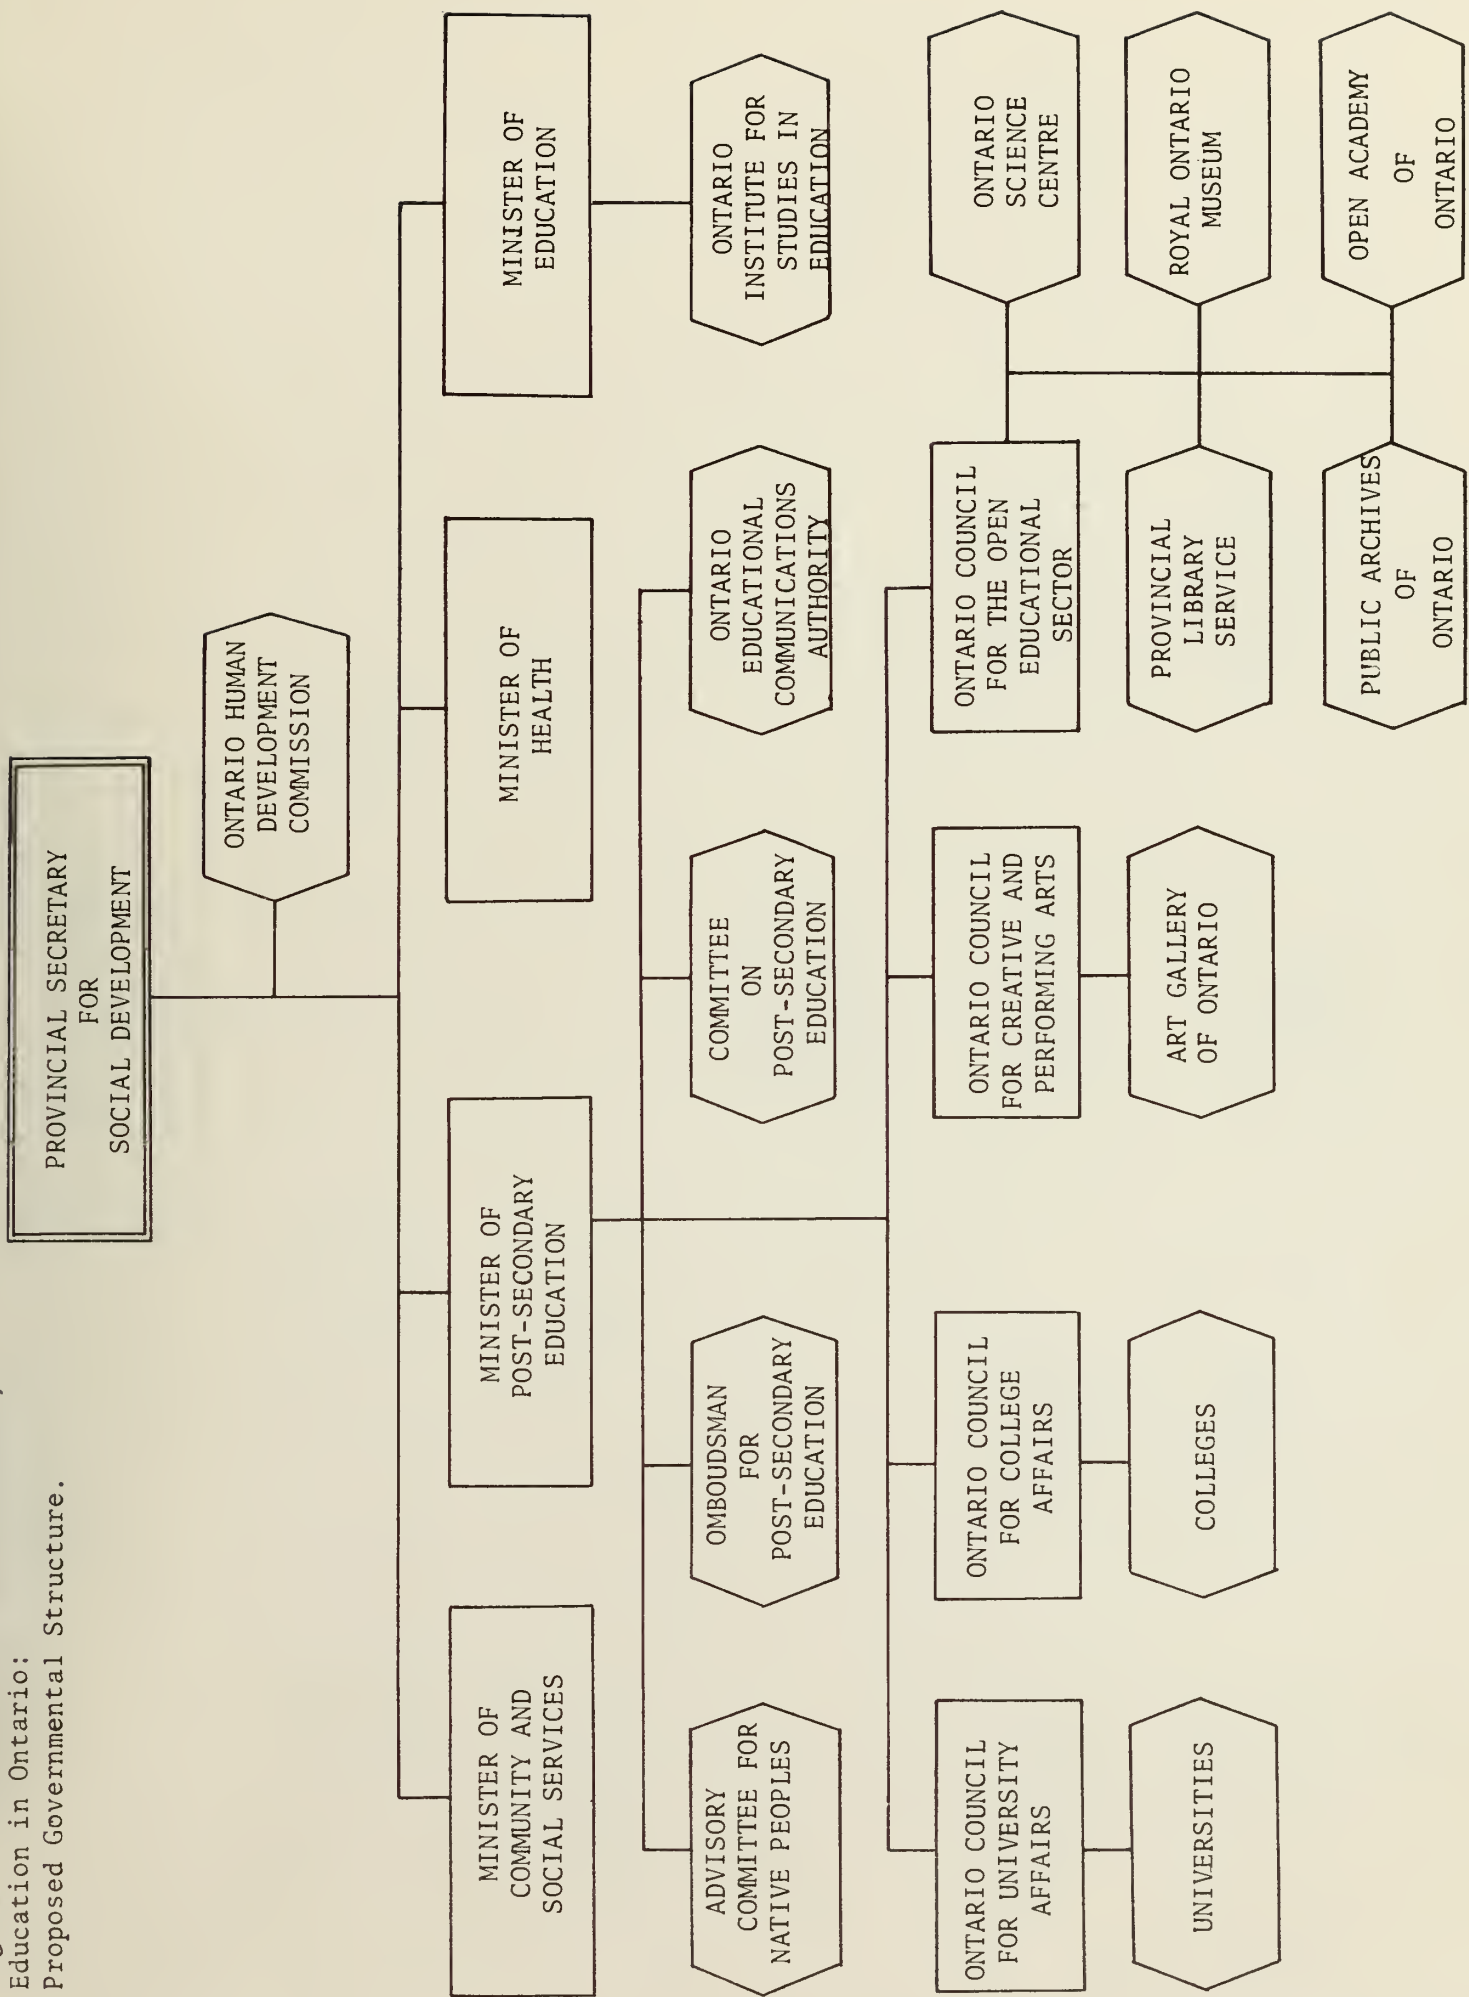 Education in Ontario:
Proposed Governmental Structure.
PROVINCIAL SECRETARY
FOR
SOCIAL DEVELOPMENT
ONTARIO HUMAN
DEVELOPMENT
COMMISSION
MINISTER OF
COMMUNITY AND
SOCIAL SERVICES
MINISTER OF
POST-SECONDARY
EDUCATION
MINISTER OF
HEALTH
MINISTER OF
EDUCATION
ADVISORY
COMMITTEE FOR
NATIVE PEOPLES
OMBOUDSMAN
FOR
POST-SECONDARY
EDUCATION
COMMITTEE
ON
POST-SECONDARY
EDUCATION
ONTARIO
EDUCATIONAL
COMMUNICATIONS
AUTHORITY
ONTARIO
INSTITUTE FOR
STUDIES IN
EDUCATION
ONTARIO COUNCIL
FOR UNIVERSITY
AFFAIRS
ONTARIO COUNCIL
FOR COLLEGE
AFFAIRS
ONTARIO COUNCIL
FOR CREATIVE AND
PERFORMING ARTS
ONTARIO COUNCIL
FOR THE OPEN
EDUCATIONAL
SECTOR
ONTARIO
SCIENCE
CENTRE
UNIVERSITIES
COLLEGES
ART GALLERY
OF ONTARIO
PROVINCIAL
LIBRARY
SERVICE
ROYAL ONTARIO
MUSEUM
PUBLIC ARCHIVES
OF
ONTARIO
OPEN ACADEMY
OF
ONTARIO